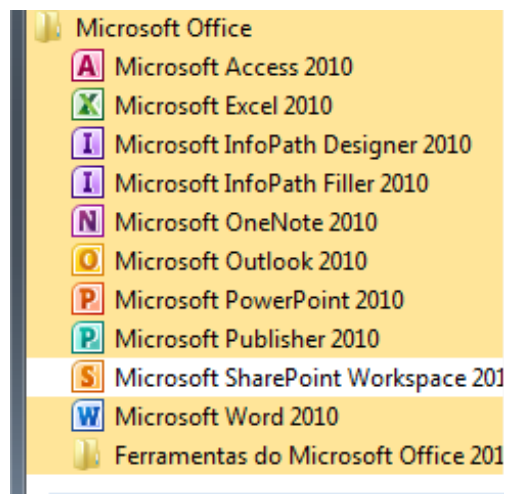 Microsoft Office
Microsoft Access 2010
Microsoft Excel 2010
Microsoft InfoPath Designer 2010
Microsoft InfoPath Filler 2010
Microsoft OneNote 2010
Microsoft Outlook 2010
Microsoft PowerPoint 2010
Microsoft Publisher 2010
Microsoft SharePoint Workspace 201
Microsoft Word 2010
Ferramentas do Microsoft Office 201